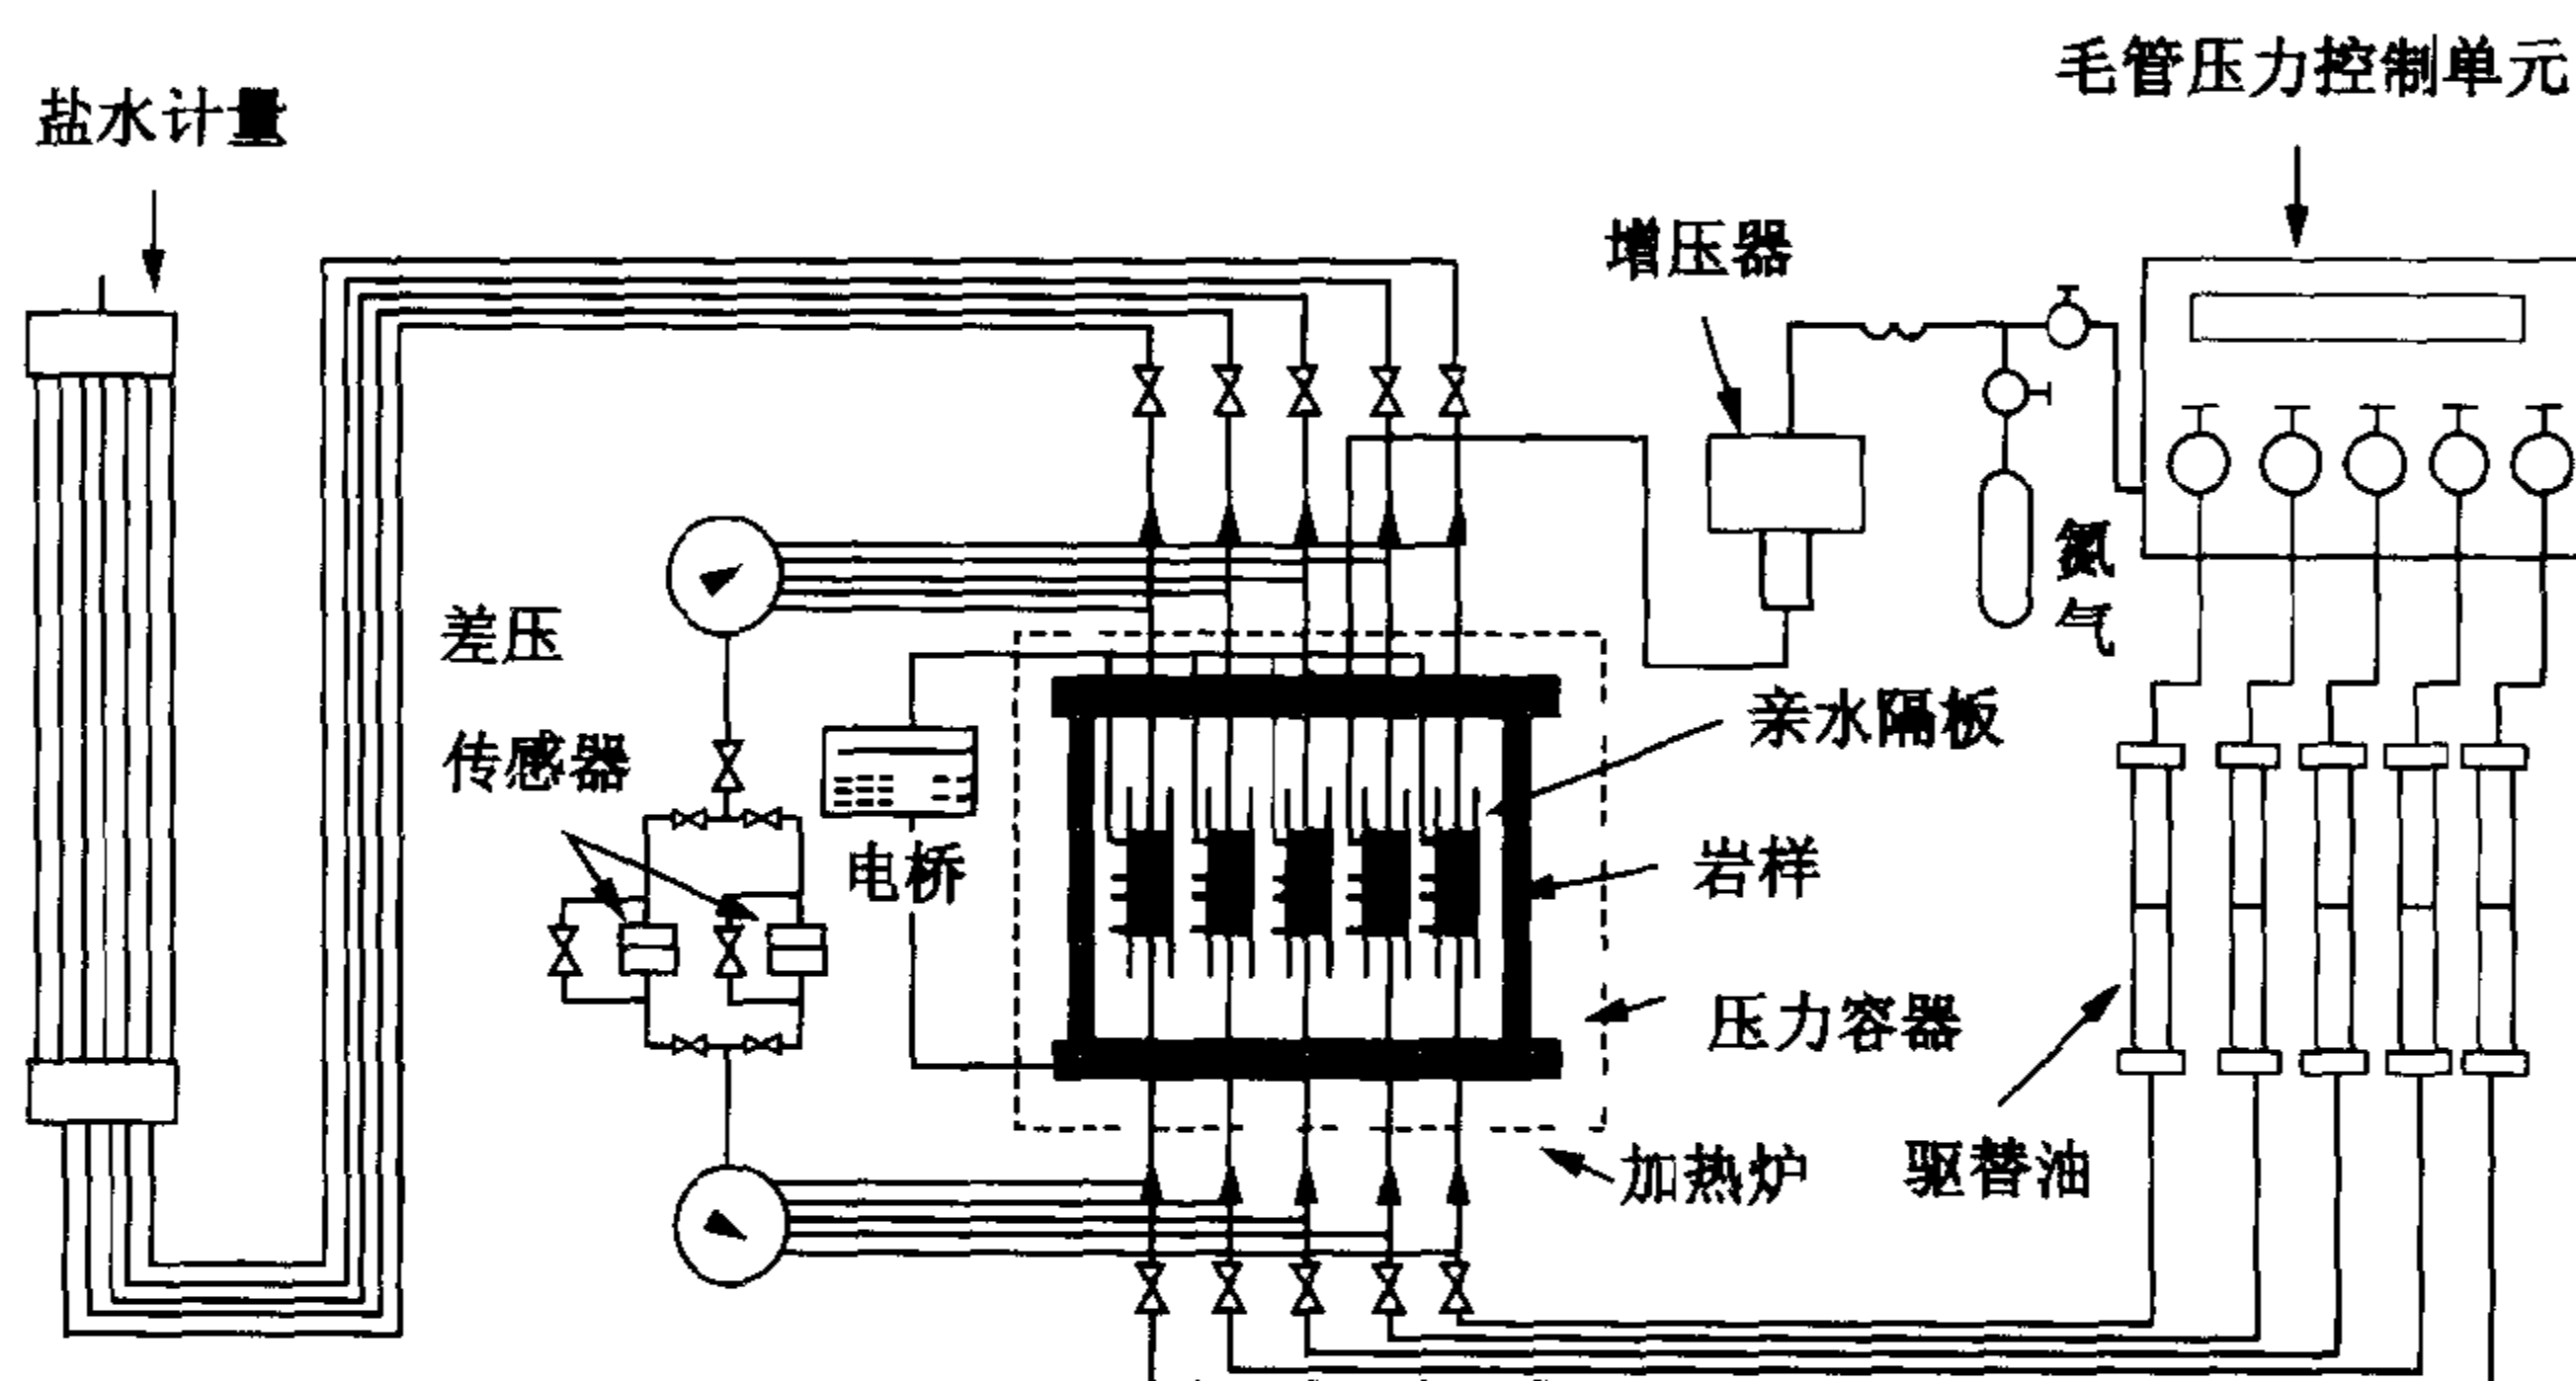 毛管压力控制单元
盐水计量
增压器
氮
气
差压
传感器
亲水隔板
电桥
岩样
压力容器
加热炉
驱替油